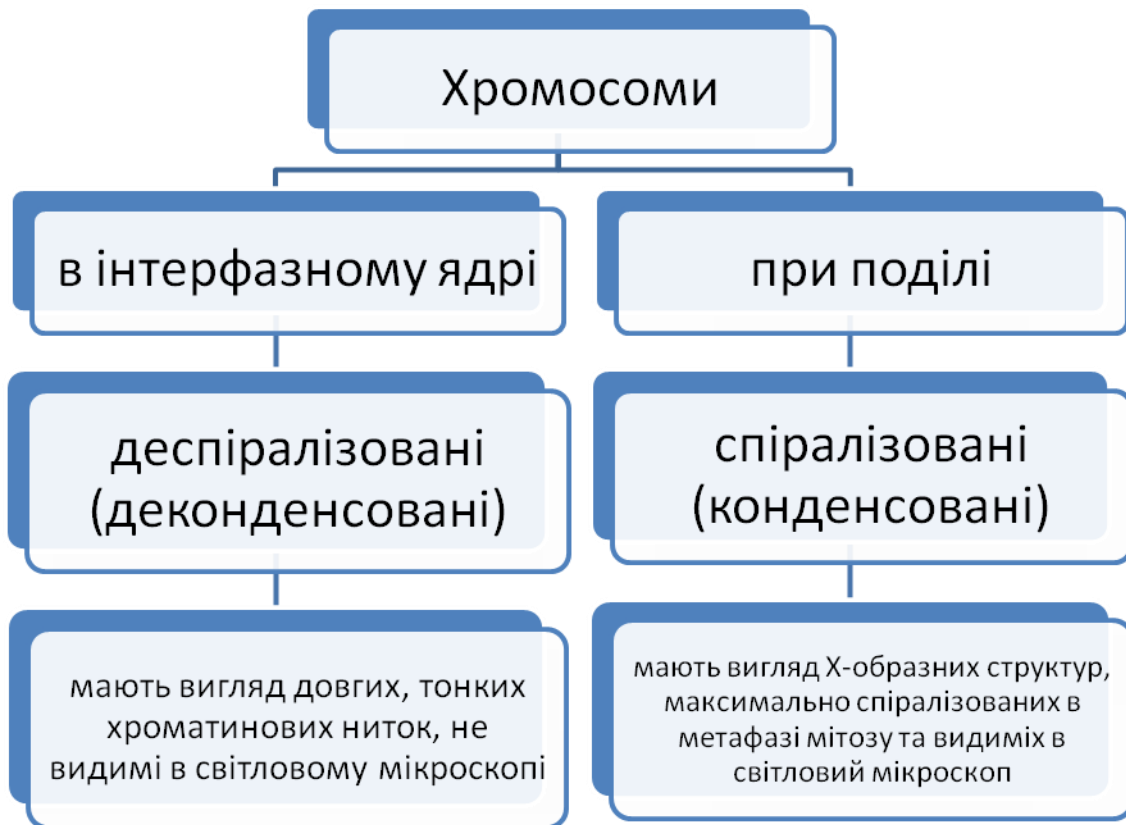 Хромосоми
в інтерфазному ядрі
при поділі
деспіралізовані
(деконденсовані)
спіралізовані
(конденсовані)
мають вигляд довгих, тонких
хроматинових ниток, не
видимі в світловому мікроскопі
мають вигляд Х-образних структур,
максимально спіралізованих в
метафазі мітозу та видиміх в
світловий мікроскоп